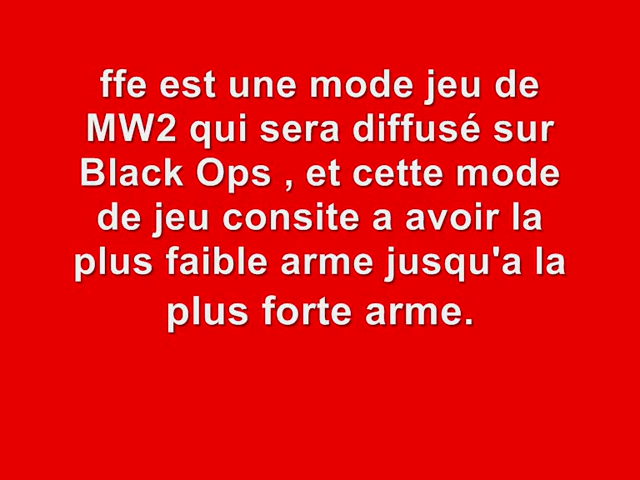 ffe est une mode jeu de
MW2 qui sera diffusé sur
Black Ops , et cette mode
de jeu consite a avoir la
plus faible arme jusqu'a la
plus forte arme.